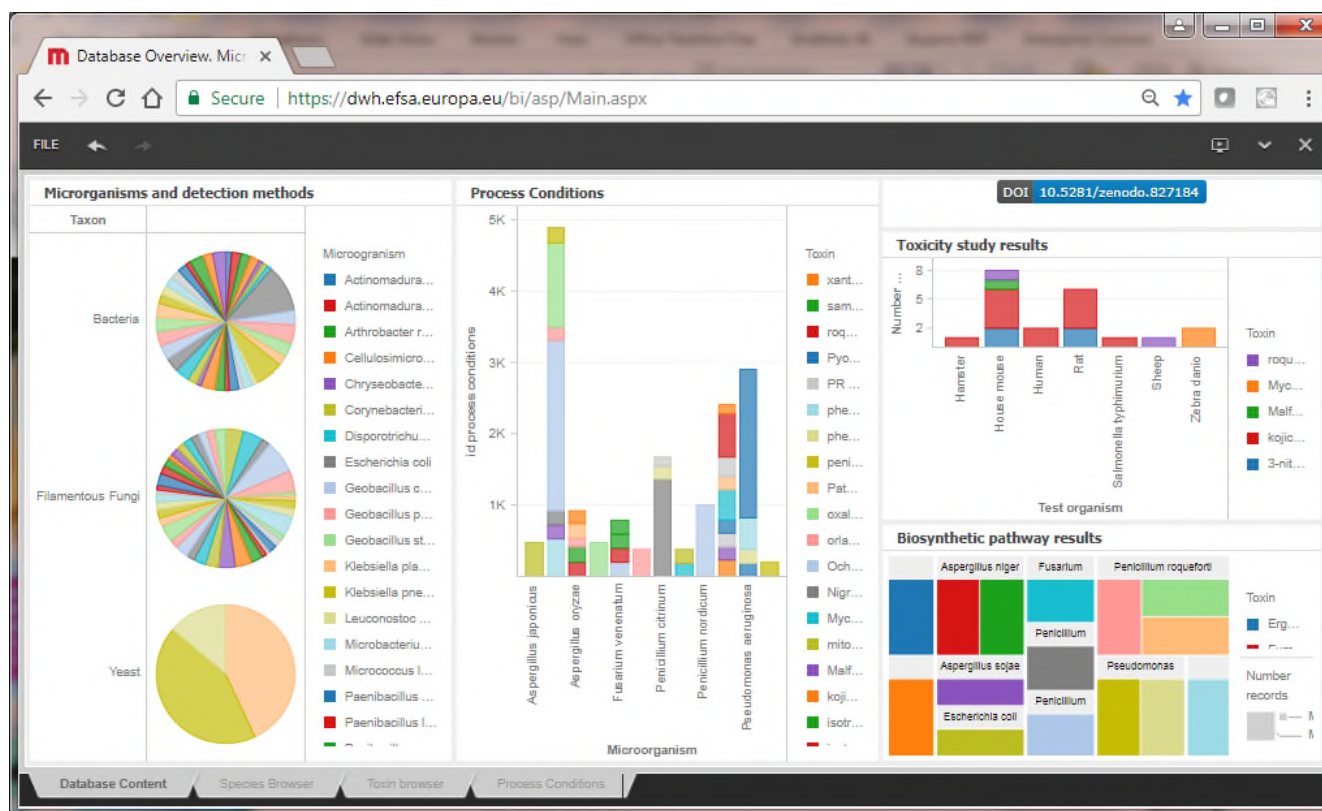 Database Overview. Micr
Secure
https://dwh.efsa.europa.eu/bi/asp/Main.aspx
FILE
Microrganisms and detection methods
Taxon
Bacteria
Filamentous Fungi
Yeast
Microogranism
Actinomadura...
Actinomadura...
Arthrobacter r...
Cellulosimicro...
Chryseobacte...
Corynebacteri...
Disporotrichu...
Escherichia coli
Geobacillus c...
Geobacillus p...
Geobacillus st...
Klebsiella pla...
Klebsiella pne...
Leuconostoc ...
Microbacteriu...
Micrococcus l...
Paenibacillus ...
Paenibacillus l...
Process Conditions
id process conditions
5K
4K
3K
2K
1K
Aspergillus japonicus
Aspergillus oryzae
Fusarium venenatum
Penicillium citrinum
Penicillium nordicum
Pseudomonas aeruginosa
Microorganism
Toxin
xant...
sam...
roq...
Pyo...
PR ...
phe...
phe...
peni...
Pat...
oxal...
orla...
Och...
Nigr...
Myc...
mito...
Malf...
koji...
isotr...
DOI 10.5281/zenodo.827184
Toxicity study results
Number ...
8
5
2
Hamster
House mouse
Human
Rat
Salmonella typhimurium
Sheep
Zebra danio
Test organism
Toxin
roqu...
Myc...
Malf...
kojic...
3-nit...
Biosynthetic pathway results
Aspergillus niger
Fusarium
Penicillium roqueforti
Penicillium
Aspergillus sojae
Pseudomonas
Penicillium
Escherichia coli
Toxin
Erg...
Number
records
Database Content
Species Browser
Toxin browser
Process Conditions